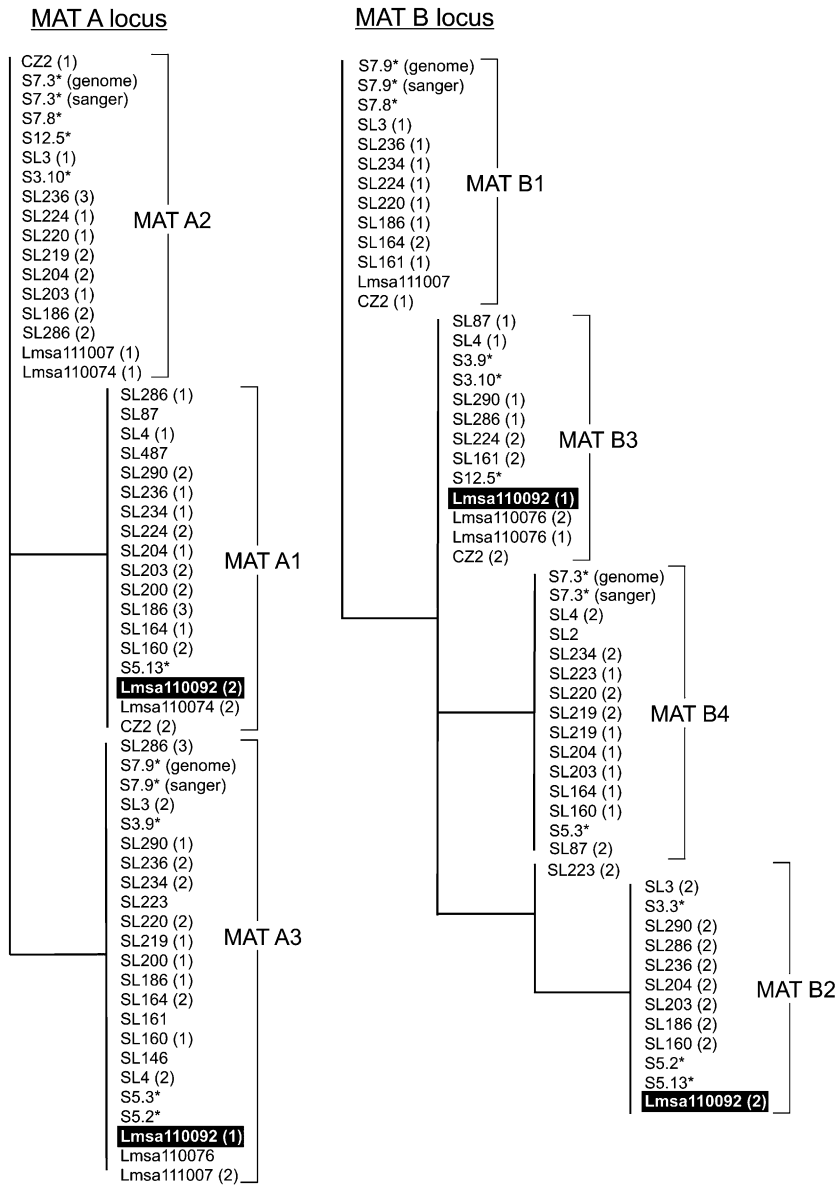 MAT A locus
CZ2 (1)
S7.3* (genome)
S7.3* (sanger)
S7.8*
S12.5*
SL3 (1)
S3.10*
SL236 (3)
SL224 (1)
SL220 (1)
SL219 (2)
SL204 (2)
SL203 (1)
SL186 (2)
SL286 (2)
Lmsa111007 (1)
Lmsa110074 (1)
MAT A2
SL286 (1)
SL87
SL4 (1)
SL487
SL290 (2)
SL236 (1)
SL234 (1)
SL224 (2)
SL204 (1)
SL203 (2)
SL200 (2)
SL186 (3)
SL164 (1)
SL160 (2)
S5.13*
Lmsa110092 (2)
Lmsa110074 (2)
CZ2 (2)
MAT A1
SL286 (3)
S7.9* (genome)
S7.9* (sanger)
SL3 (2)
S3.9*
SL290 (1)
SL236 (2)
SL234 (2)
SL223
SL220 (2)
SL219 (1)
SL200 (1)
SL186 (1)
SL164 (2)
SL161
SL160 (1)
SL146
SL4 (2)
S5.3*
S5.2*
Lmsa110092 (1)
Lmsa110076
Lmsa111007 (2)
MAT A3
MAT B locus
S7.9* (genome)
S7.9* (sanger)
S7.8*
SL3 (1)
SL236 (1)
SL234 (1)
SL224 (1)
SL220 (1)
SL186 (1)
SL164 (2)
SL161 (1)
Lmsa111007
CZ2 (1)
MAT B1
SL87 (1)
SL4 (1)
S3.9*
S3.10*
SL290 (1)
SL286 (1)
SL224 (2)
SL161 (2)
S12.5*
Lmsa110092 (1)
Lmsa110076 (2)
Lmsa110076 (1)
CZ2 (2)
MAT B3
S7.3* (genome)
S7.3* (sanger)
SL4 (2)
SL2
SL234 (2)
SL223 (1)
SL220 (2)
SL219 (2)
SL219 (1)
SL204 (1)
SL203 (1)
SL164 (1)
SL160 (1)
S5.3*
SL87 (2)
MAT B4
SL223 (2)
SL3 (2)
S3.3*
SL290 (2)
SL286 (2)
SL236 (2)
SL204 (2)
SL203 (2)
SL186 (2)
SL160 (2)
S5.2*
S5.13*
Lmsa110092 (2)
MAT B2